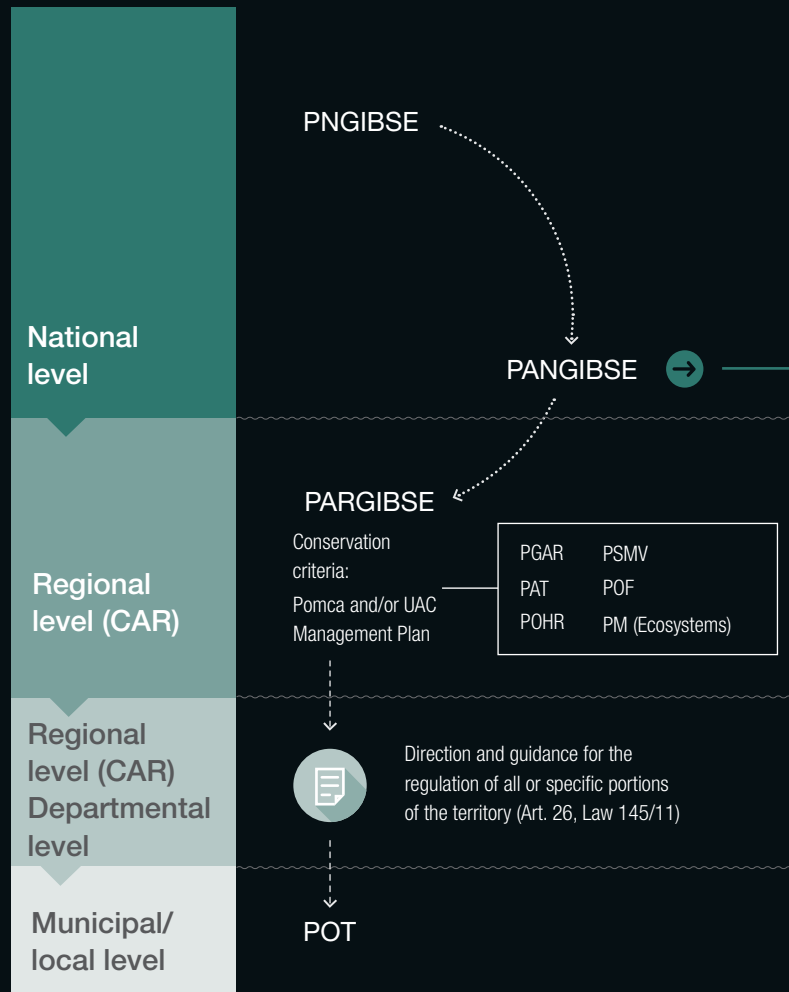 PNGIBSE
National
level
PANGIBSE
PARGIBSE
Conservation
criteria:
Pomca and/or UAC
Management Plan
PGAR PSMV
PAT POF
POHR PM (Ecosystems)
Regional
level (CAR)
Regional
level (CAR)
Departmental
level
Direction and guidance for the
regulation of all or specific portions
of the territory (Art. 26, Law 145/11)
Municipal/
local level
POT